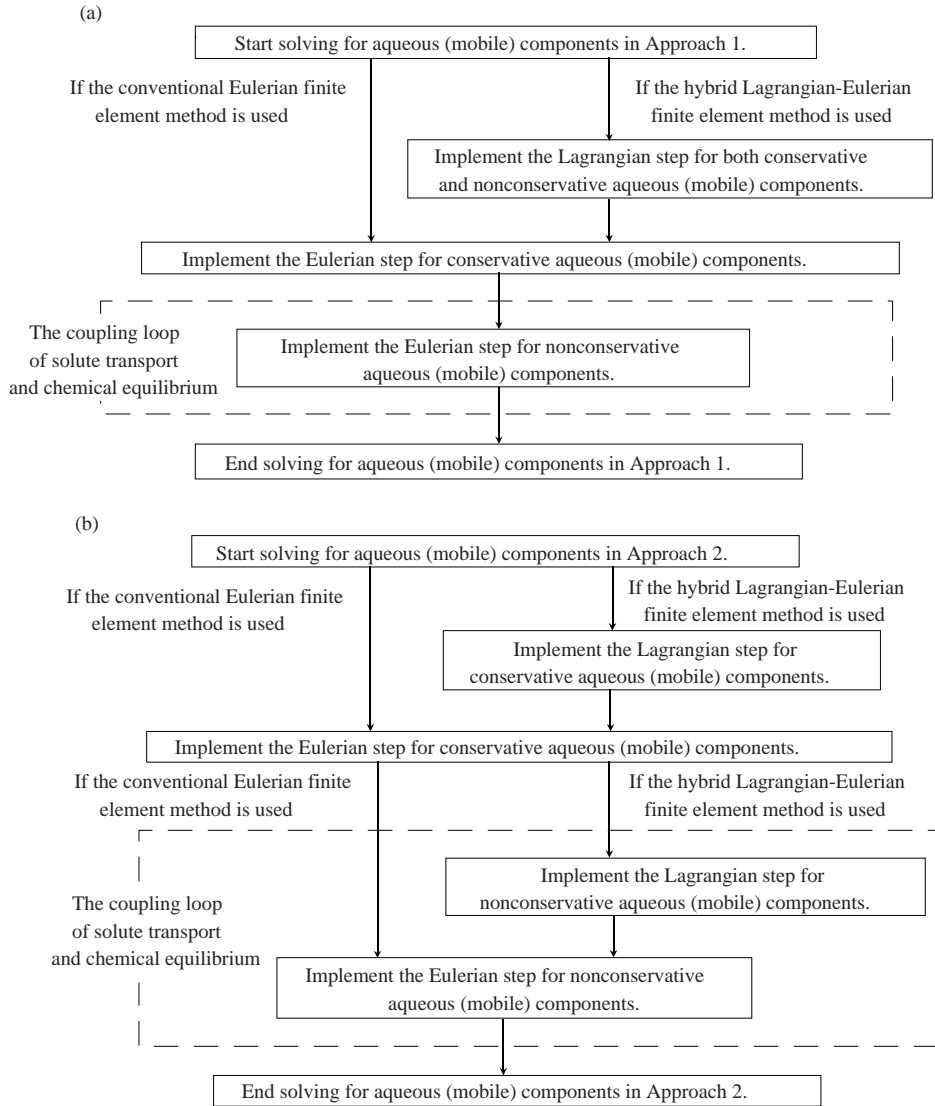 (a)
Start solving for aqueous (mobile) components in Approach 1.
If the conventional Eulerian finite
element method is used
If the hybrid Lagrangian-Eulerian
finite element method is used
Implement the Lagrangian step for both conservative
and nonconservative aqueous (mobile) components.
Implement the Eulerian step for conservative aqueous (mobile) components.
The coupling loop
of solute transport
and chemical equilibrium
Implement the Eulerian step for nonconservative
aqueous (mobile) components.
End solving for aqueous (mobile) components in Approach 1.
(b)
Start solving for aqueous (mobile) components in Approach 2.
If the conventional Eulerian finite
element method is used
If the hybrid Lagrangian-Eulerian
finite element method is used
Implement the Lagrangian step for
conservative aqueous (mobile) components.
Implement the Eulerian step for conservative aqueous (mobile) components.
If the conventional Eulerian finite
element method is used
If the hybrid Lagrangian-Eulerian
finite element method is used
Implement the Lagrangian step for
nonconservative aqueous (mobile) components.
The coupling loop
of solute transport
and chemical equilibrium
Implement the Eulerian step for nonconservative
aqueous (mobile) components.
End solving for aqueous (mobile) components in Approach 2.